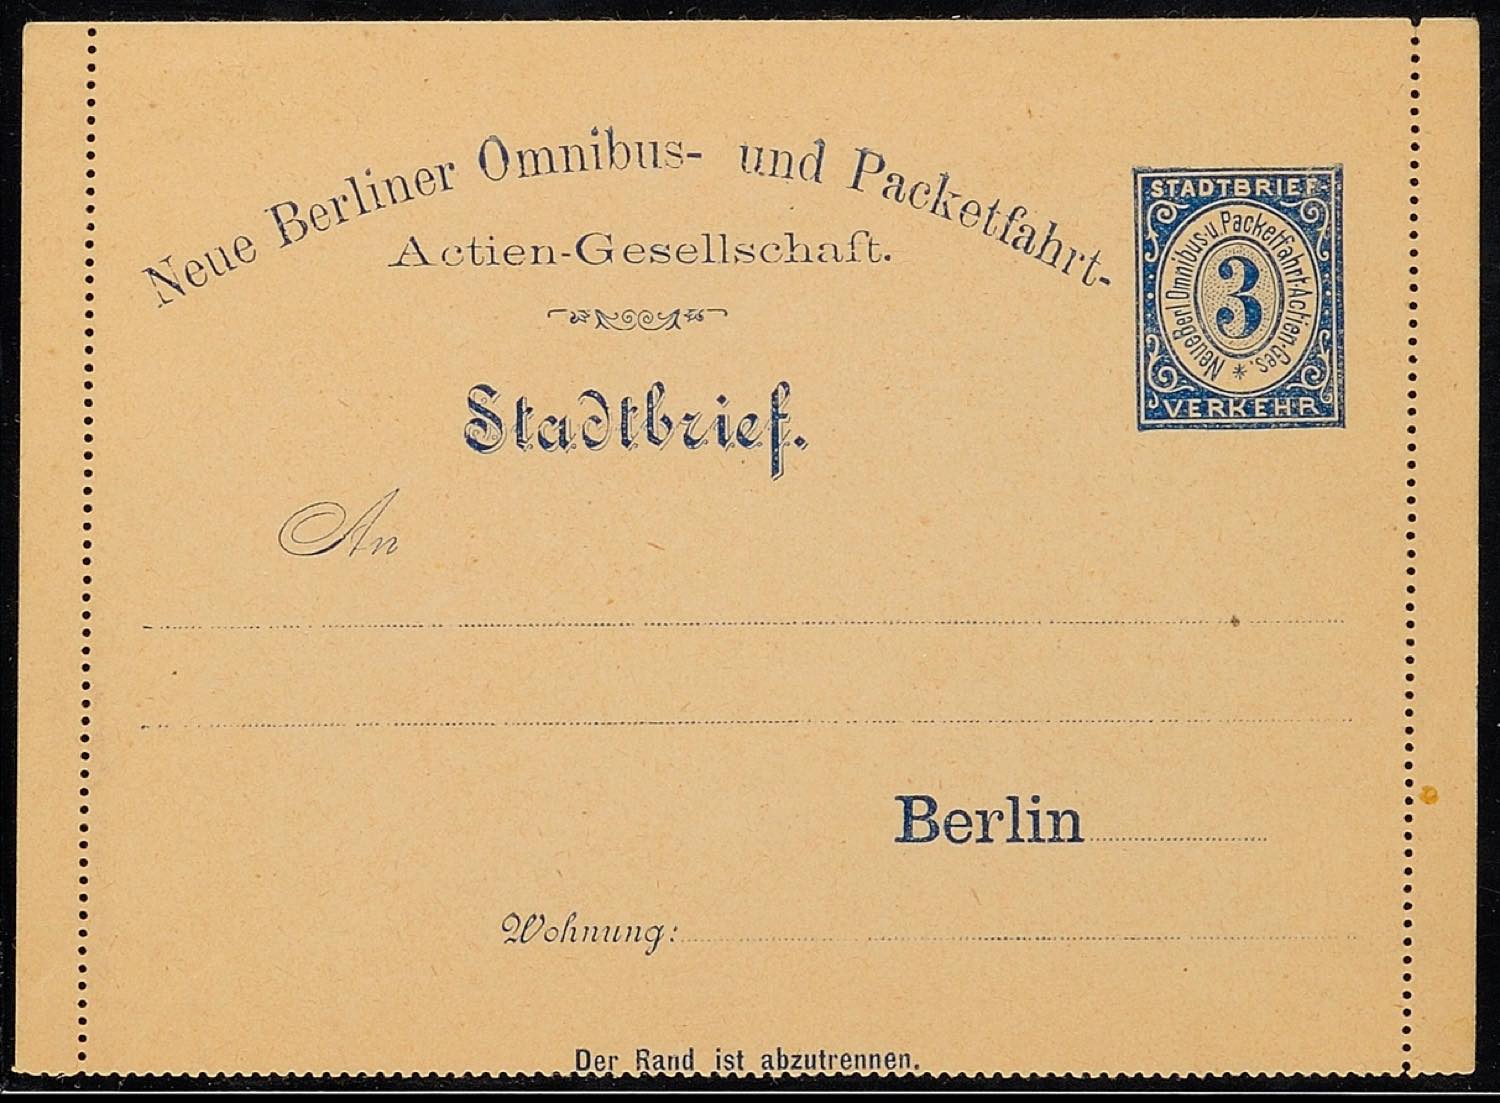 Neue Berliner Omnibus- und Packetfahrt-
Actien-Gesellschaft.
STADTBRIEF-
Neue Berl Omnibus u. Packetfahrt-Actien-Ges. *
3
VERKEHR
Stadtbrief.
An
Berlin
Wohnung:
Der Rand ist abzutrennen.